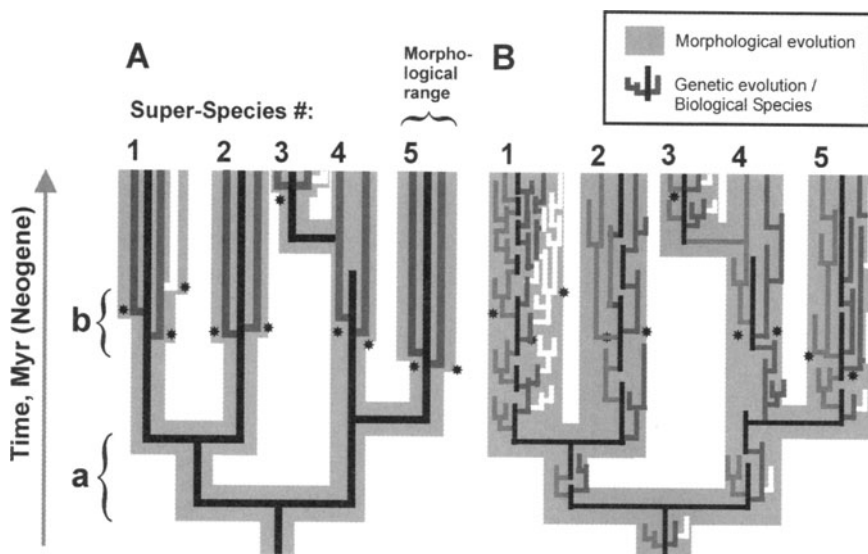 A
Morpho-
logical
range
B
Morphological evolution
Genetic evolution /
Biological Species
Super-Species #:
1 2 3 4 5
1 2 3 4 5
Time, Myr (Neogene)
b
a